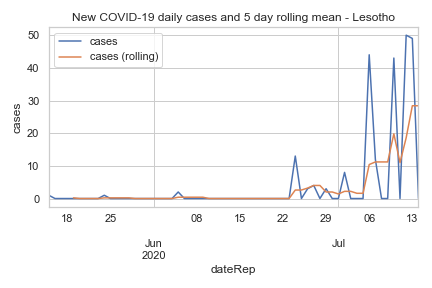 New COVID-19 daily cases and 5 day rolling mean - Lesotho
cases
cases (rolling)
cases
50
40
30
20
10
0
18 25 08 15 22 29 06 13
Jun Jul
2020
dateRep